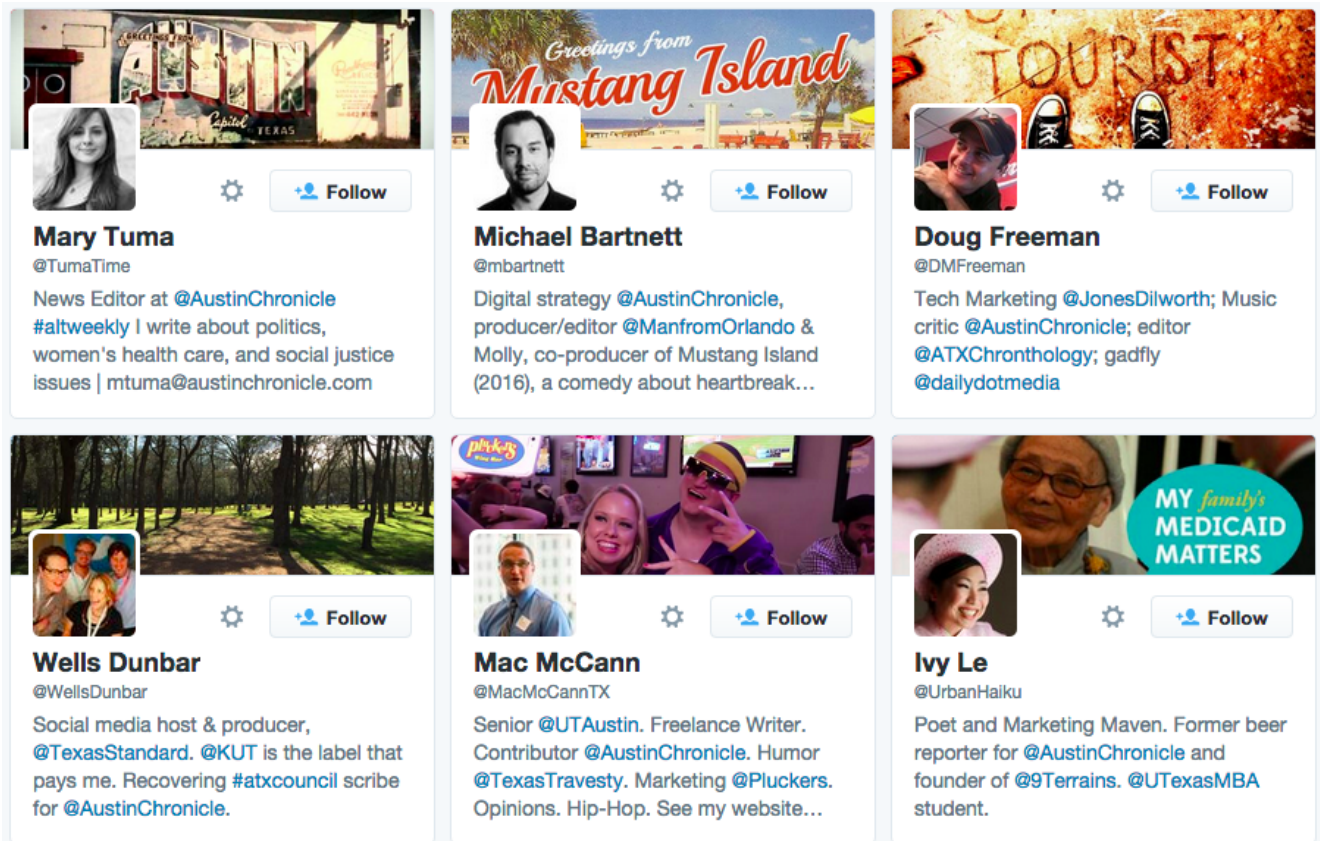 GREETINGS FROM
AUSTIN
Capitol
TEXAS
Follow
Mary Tuma
@TumaTime
News Editor at @AustinChronicle
#altweekly I write about politics,
women's health care, and social justice
issues | mtuma@austinchronicle.com
Greetings from
Mustang Island
Follow
Michael Bartnett
@mbartnett
Digital strategy @AustinChronicle,
producer/editor @ManfromOrlando &
Molly, co-producer of Mustang Island
(2016), a comedy about heartbreak...
TOURIST
Follow
Doug Freeman
@DMFreeman
Tech Marketing @JonesDilworth; Music
critic @AustinChronicle; editor
@ATXChronthology; gadfly
@dailydotmedia
Follow
Wells Dunbar
@WellsDunbar
Social media host & producer,
@TexasStandard. @KUT is the label that
pays me. Recovering #atxcouncil scribe
for @AustinChronicle.
pluckers
Wing Bar
Follow
Mac McCann
@MacMcCannTX
Senior @UTAustin. Freelance Writer.
Contributor @AustinChronicle. Humor
@TexasTravesty. Marketing @Pluckers.
Opinions. Hip-Hop. See my website...
MY family's
MEDICAID
MATTERS
Follow
Ivy Le
@UrbanHaiku
Poet and Marketing Maven. Former beer
reporter for @AustinChronicle and
founder of @9Terrains. @UTexasMBA
student.